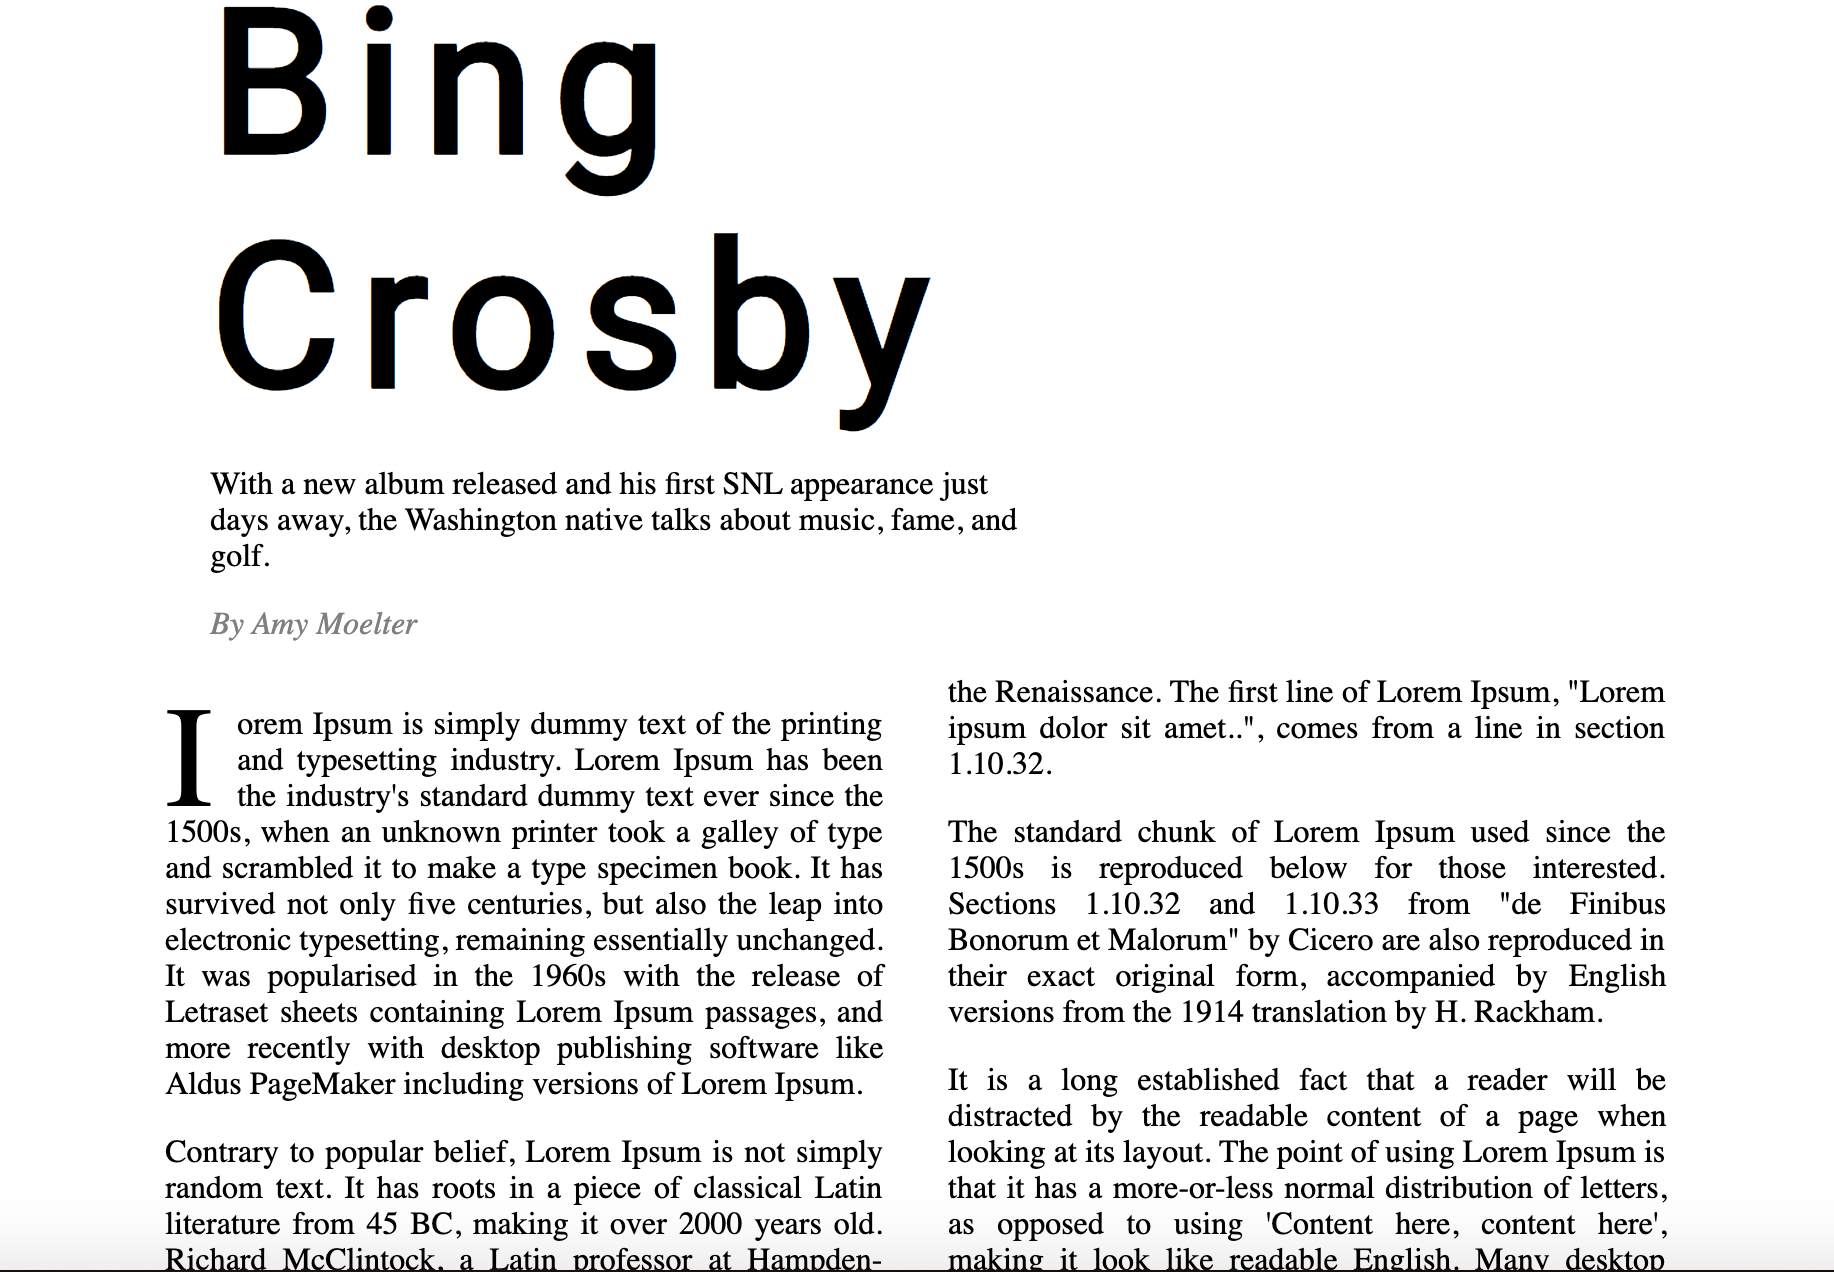 Bing
Crosby
With a new album released and his first SNL appearance just
days away, the Washington native talks about music, fame, and
golf.
By Amy Moelter
I orem Ipsum is simply dummy text of the printing
and typesetting industry. Lorem Ipsum has been
the industry's standard dummy text ever since the
1500s, when an unknown printer took a galley of type
and scrambled it to make a type specimen book. It has
survived not only five centuries, but also the leap into
electronic typesetting, remaining essentially unchanged.
It was popularised in the 1960s with the release of
Letraset sheets containing Lorem Ipsum passages, and
more recently with desktop publishing software like
Aldus PageMaker including versions of Lorem Ipsum.
Contrary to popular belief, Lorem Ipsum is not simply
random text. It has roots in a piece of classical Latin
literature from 45 BC, making it over 2000 years old.
Richard McClintock, a Latin professor at Hampden-
the Renaissance. The first line of Lorem Ipsum, "Lorem
ipsum dolor sit amet..", comes from a line in section
1.10.32.
The standard chunk of Lorem Ipsum used since the
1500s is reproduced below for those interested.
Sections 1.10.32 and 1.10.33 from "de Finibus
Bonorum et Malorum" by Cicero are also reproduced in
their exact original form, accompanied by English
versions from the 1914 translation by H. Rackham.
It is a long established fact that a reader will be
distracted by the readable content of a page when
looking at its layout. The point of using Lorem Ipsum is
that it has a more-or-less normal distribution of letters,
as opposed to using 'Content here, content here',
making it look like readable English. Many desktop